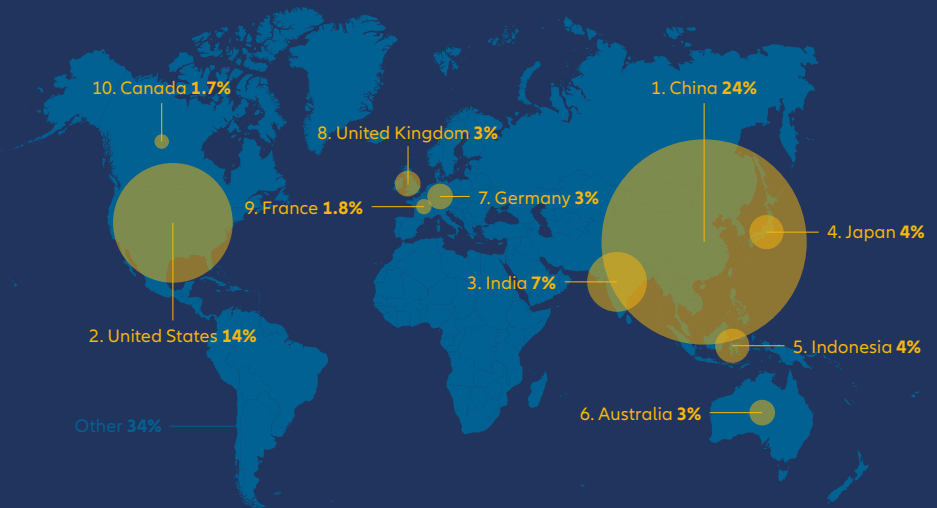 10. Canada 1.7%
1. China 24%
8. United Kingdom 3%
7. Germany 3%
9. France 1.8%
4. Japan 4%
3. India 7%
2. United States 14%
5. Indonesia 4%
6. Australia 3%
Other 34%